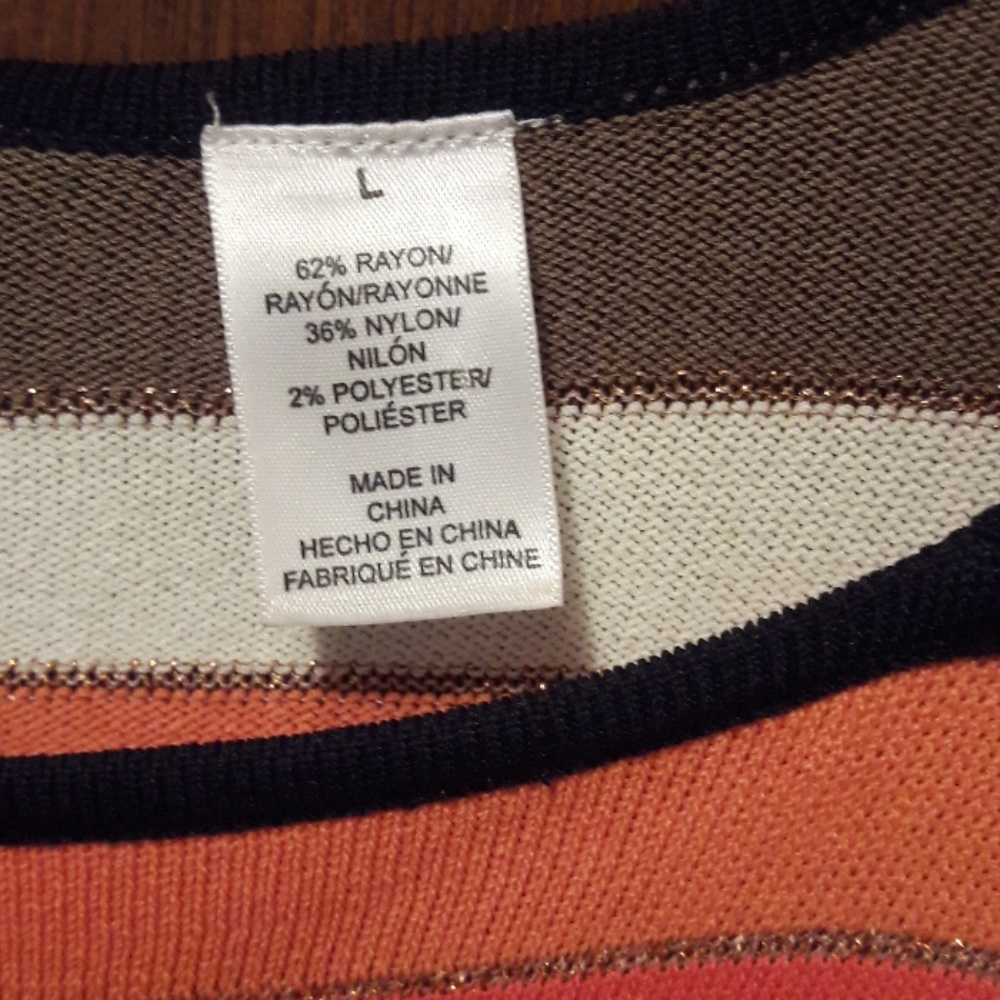 L
62% RAYON/
RAYÓN/RAYONNE
36% NYLON/
NILÓN
2% POLYESTER/
POLIÉSTER
MADE IN
CHINA
HECHO EN CHINA
FABRIQUÉ EN CHINE